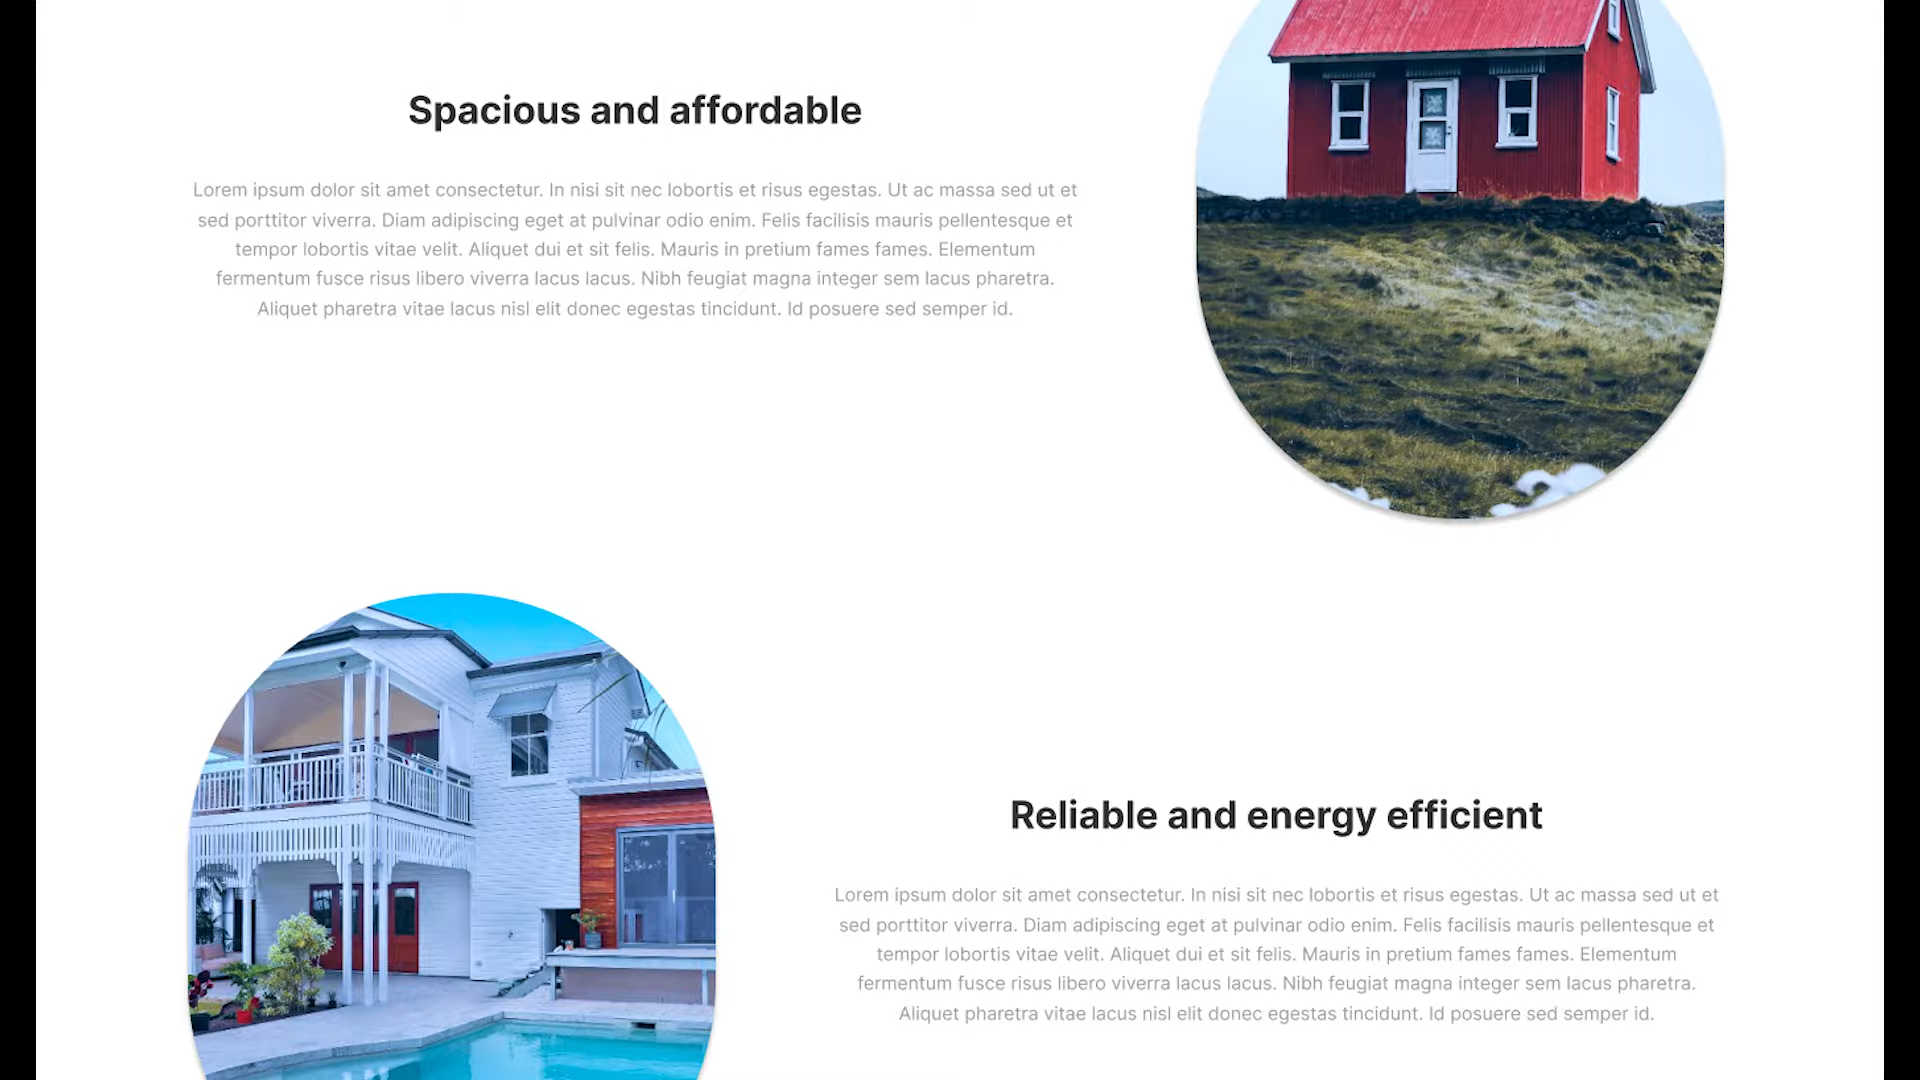 Spacious and affordable
Lorem ipsum dolor sit amet consectetur. In nisi sit nec lobortis et risus egestas. Ut ac massa sed ut et
sed porttitor viverra. Diam adipiscing eget at pulvinar odio enim. Felis facilisis mauris pellentesque et
tempor lobortis vitae velit. Aliquet dui et sit felis. Mauris in pretium fames fames. Elementum
fermentum fusce risus libero viverra lacus lacus. Nibh feugiat magna integer sem lacus pharetra.
Aliquet pharetra vitae lacus nisl elit donec egestas tincidunt. Id posuere sed semper id.
Reliable and energy efficient
Lorem ipsum dolor sit amet consectetur. In nisi sit nec lobortis et risus egestas. Ut ac massa sed ut et
sed porttitor viverra. Diam adipiscing eget at pulvinar odio enim. Felis facilisis mauris pellentesque et
tempor lobortis vitae velit. Aliquet dui et sit felis. Mauris in pretium fames fames. Elementum
fermentum fusce risus libero viverra lacus lacus. Nibh feugiat magna integer sem lacus pharetra.
Aliquet pharetra vitae lacus nisl elit donec egestas tincidunt. Id posuere sed semper id.